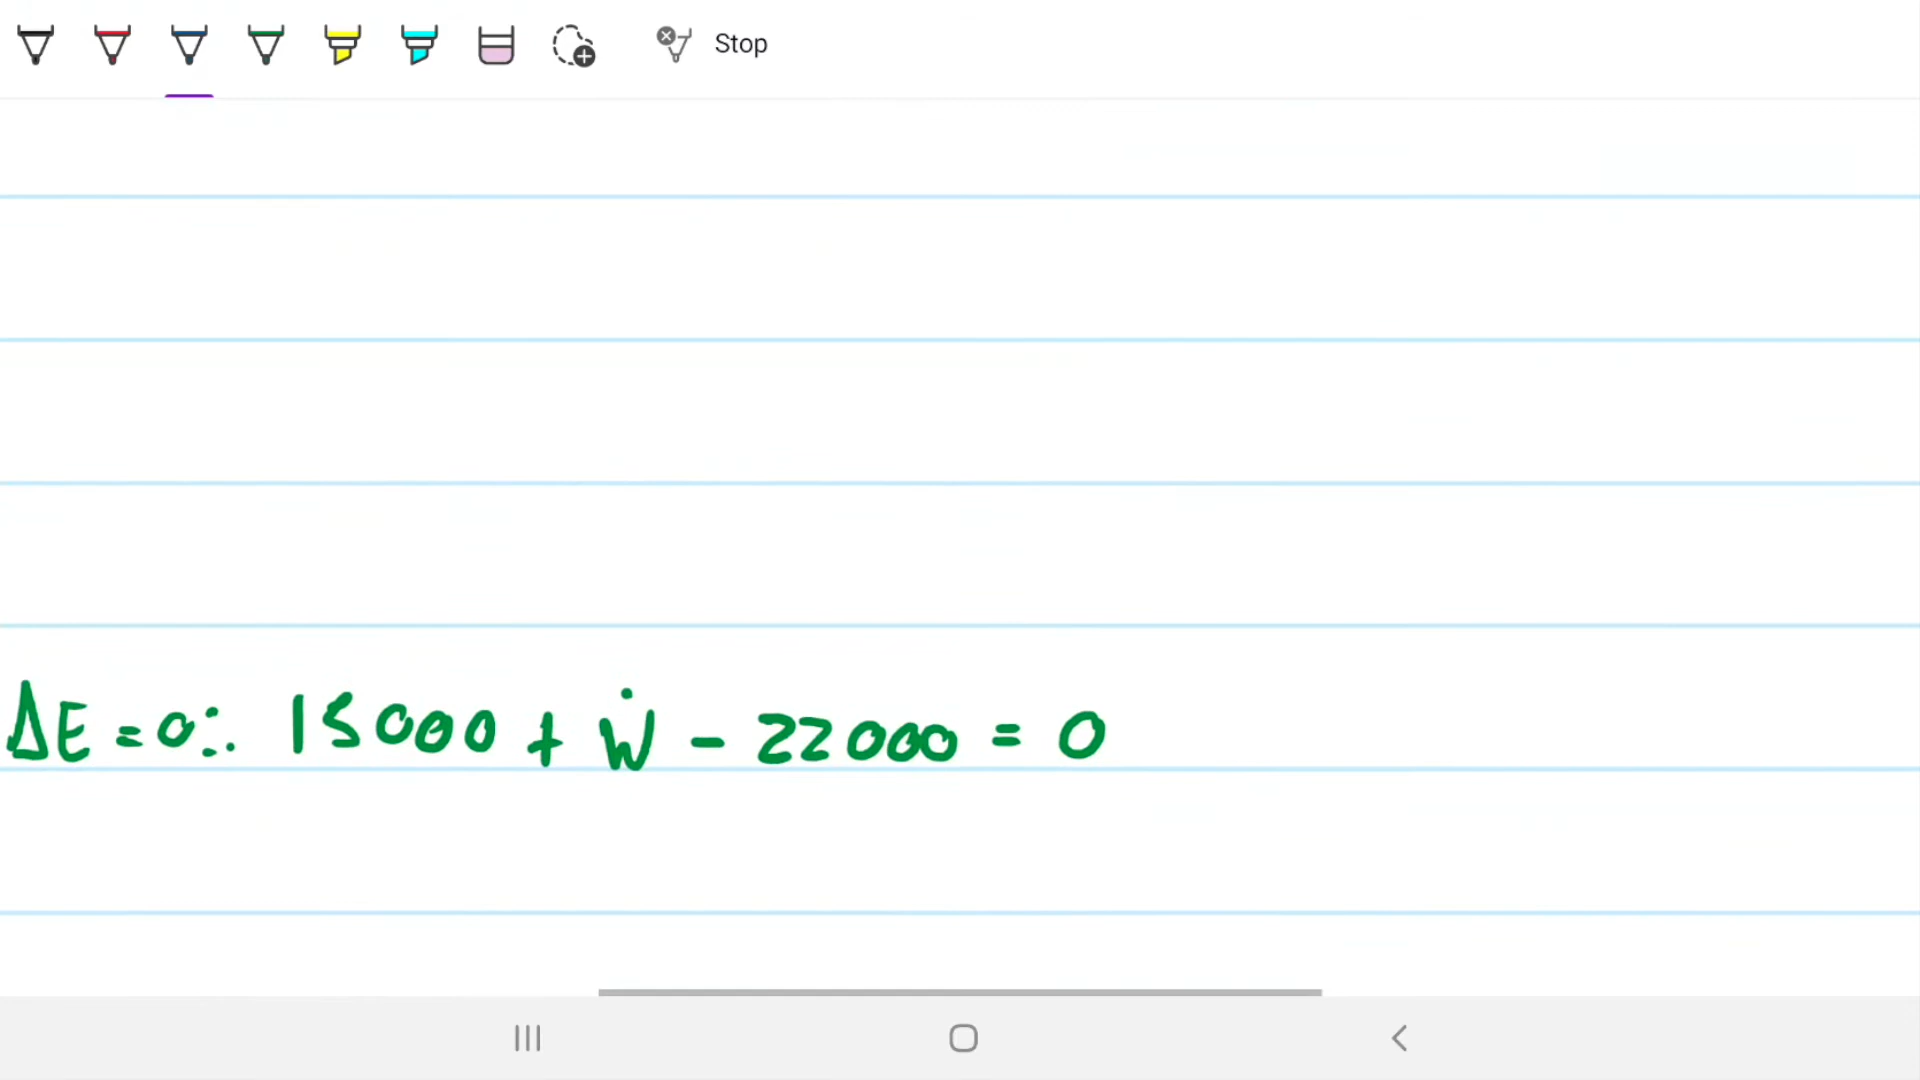 Stop
ΔE = 0 ∴ 15000 + Ẇ - 22000 = 0